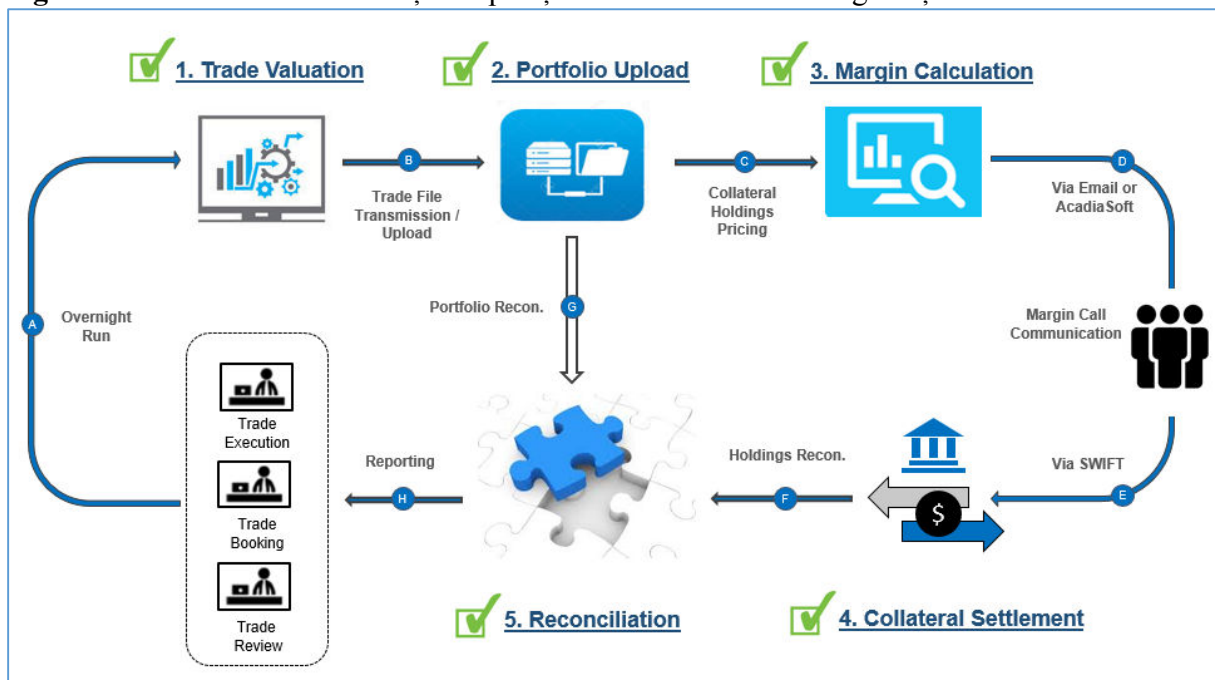 1. Trade Valuation
2. Portfolio Upload
3. Margin Calculation
B
Trade File
Transmission /
Upload
C
Collateral
Holdings
Pricing
D
Via Email or
AcadiaSoft
A
Overnight
Run
Portfolio Recon.
G
Margin Call
Communication
Trade
Execution
Trade
Booking
Trade
Review
Reporting
H
Holdings Recon.
F
$
Via SWIFT
E
5. Reconciliation
4. Collateral Settlement